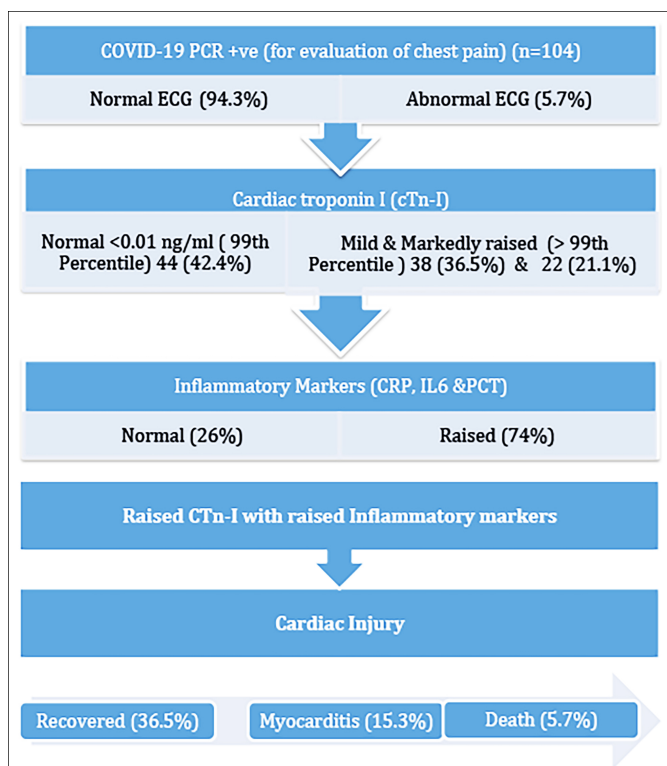 COVID-19 PCR +ve (for evaluation of chest pain) (n=104)
Normal ECG (94.3%)
Abnormal ECG (5.7%)
Cardiac troponin I (cTn-I)
Normal <0.01 ng/ml ( 99th
Percentile) 44 (42.4%)
Mild & Markedly raised (> 99th
Percentile ) 38 (36.5%) & 22 (21.1%)
Inflammatory Markers (CRP, IL6 &PCT)
Normal (26%)
Raised (74%)
Raised CTn-I with raised Inflammatory markers
Cardiac Injury
Recovered (36.5%)
Myocarditis (15.3%)
Death (5.7%)